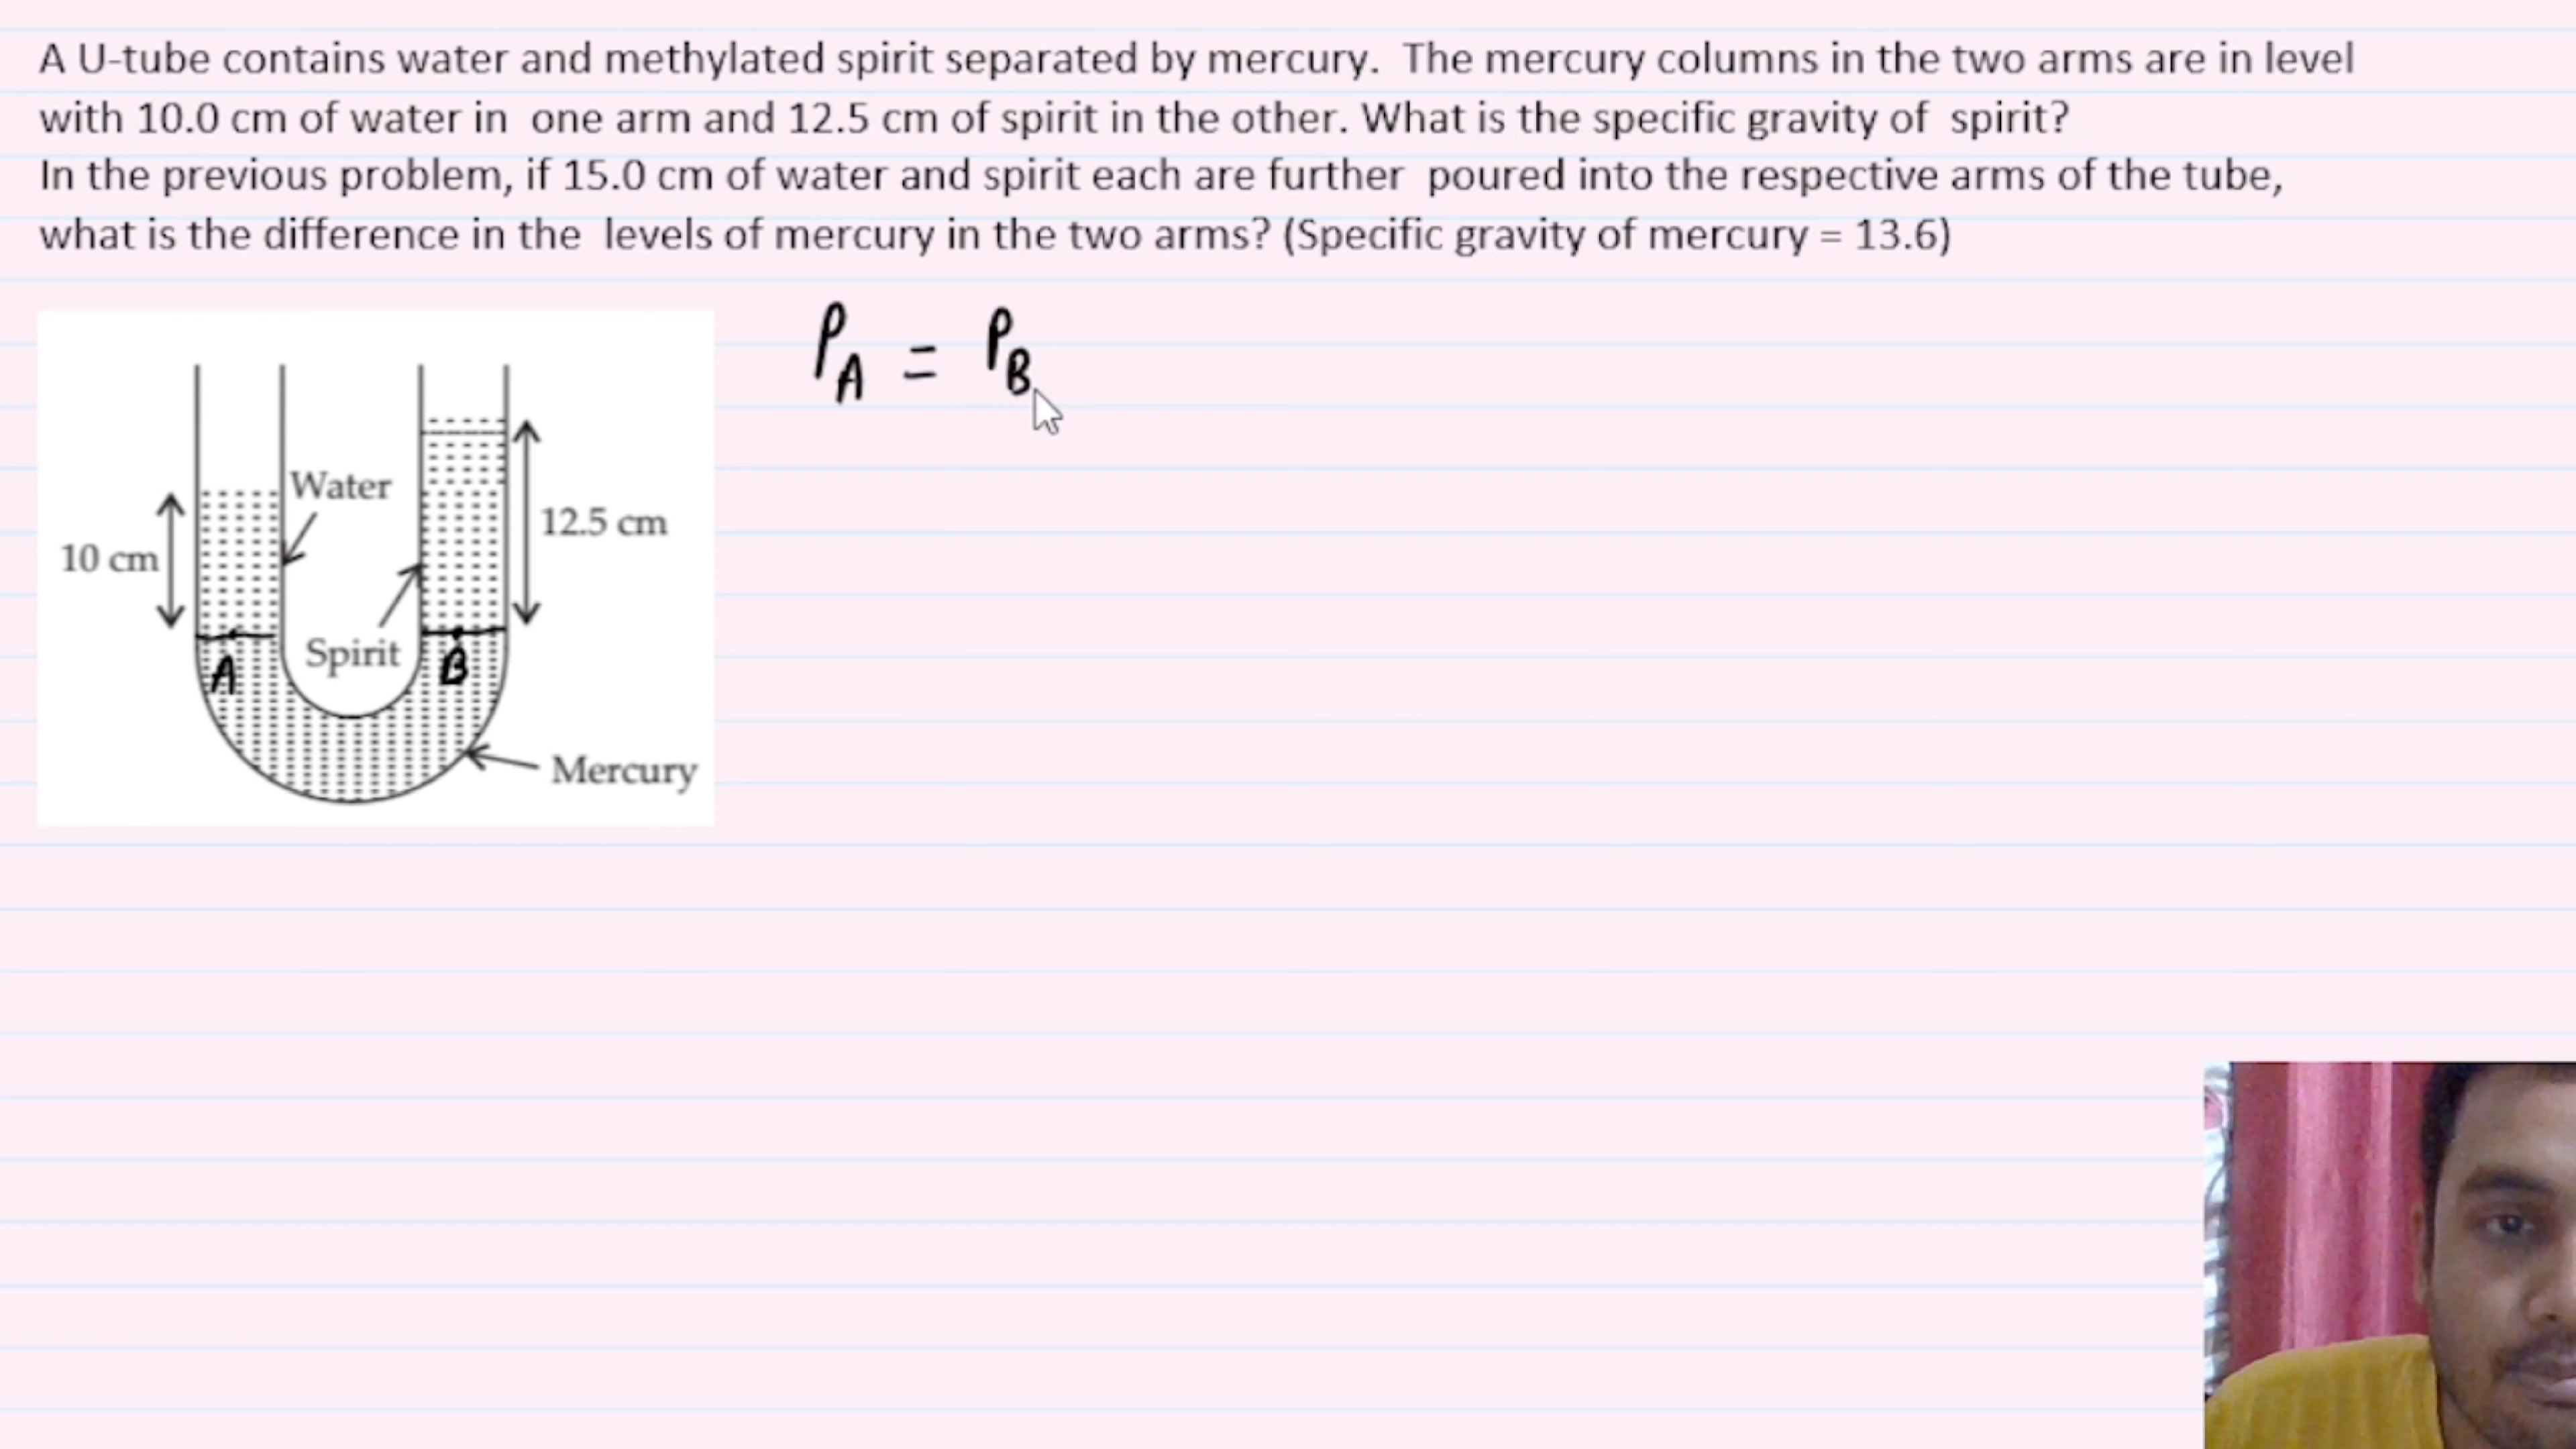 A U-tube contains water and methylated spirit separated by mercury. The mercury columns in the two arms are in level
with 10.0 cm of water in one arm and 12.5 cm of spirit in the other. What is the specific gravity of spirit?
In the previous problem, if 15.0 cm of water and spirit each are further poured into the respective arms of the tube,
what is the difference in the levels of mercury in the two arms? (Specific gravity of mercury = 13.6)
P_A = P_B
Water
12.5 cm
10 cm
Spirit
A
B
Mercury